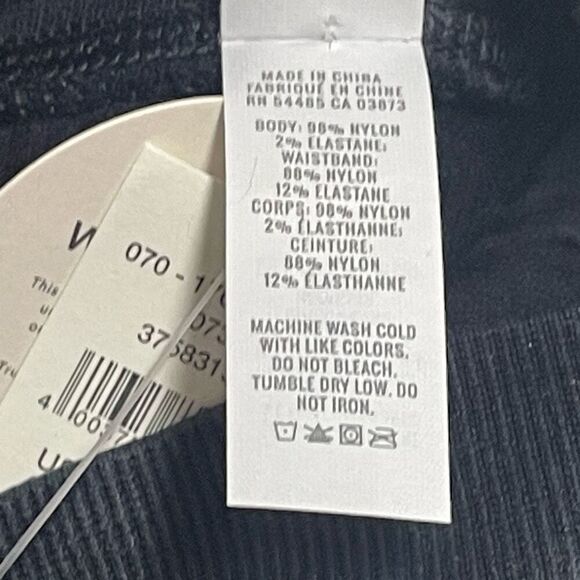 MADE IN CHINA
FABRIQUÉ EN CHINE
RN 54485 CA 03873
BODY: 98% NYLON
2% ELASTANE;
WAISTBAND:
88% NYLON
12% ELASTANE
CORPS: 98% NYLON
2% ÉLASTHANNE;
CEINTURE:
88% NYLON
12% ÉLASTHANNE
MACHINE WASH COLD
WITH LIKE COLORS.
DO NOT BLEACH.
TUMBLE DRY LOW. DO
NOT IRON.
070 - 1
073
This